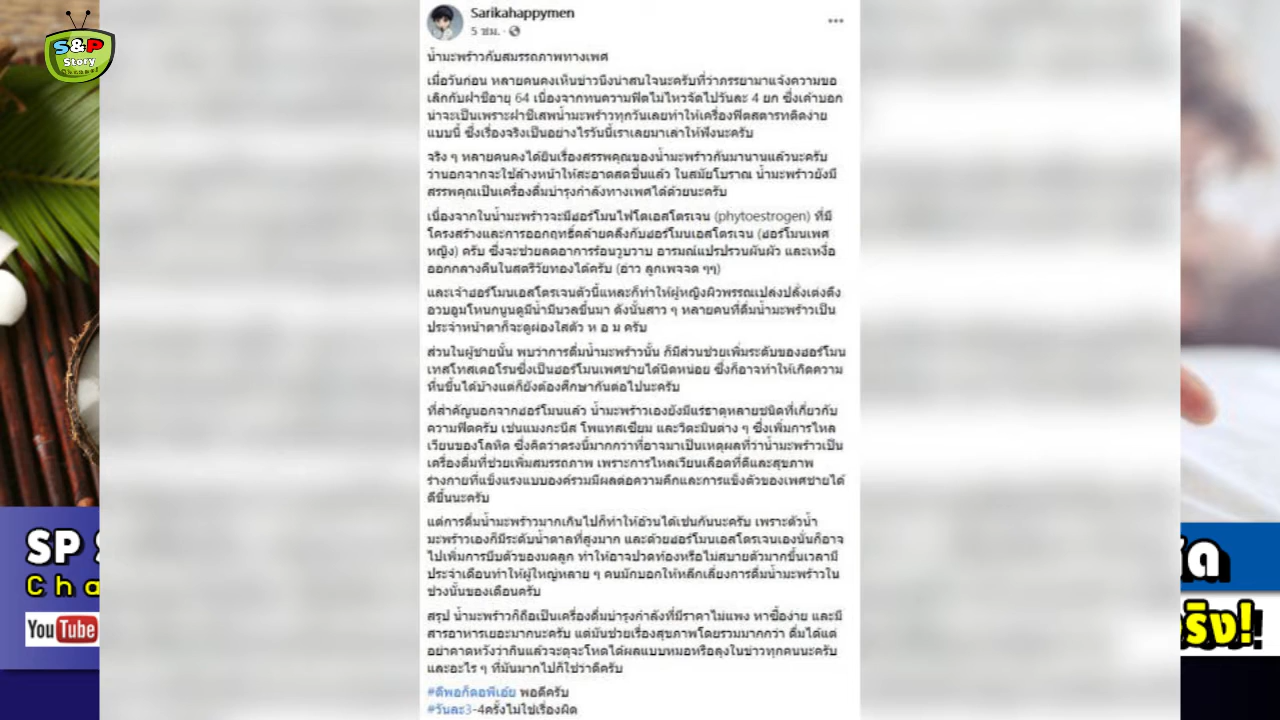 S&P
Story
Sarikahappymen
5 ชม.
น้ำมะพร้าวกับสมรรถภาพทางเพศ
เมื่อวันก่อน หลายคนคงเห็นข่าวนึงน่าสนใจนะครับที่ว่าภรรยามาแจ้งความขอ
เลิกกับฝาชีอายุ 64 เนื่องจากทนความฟิตไม่ไหวจัดไปวันละ 4 ยก ซึ่งเค้าบอก
น่าจะเป็นเพราะฝาชีเสพน้ำมะพร้าวทุกวันเลยทำให้เครื่องฟิตสตาร์ทติดง่าย
แบบนี้ ซึ่งเรื่องจริงเป็นอย่างไรวันนี้เราเลยมาเล่าให้ฟังนะครับ
จริง ๆ หลายคนคงได้ยินเรื่องสรรพคุณของน้ำมะพร้าวกันมานานแล้วนะครับ
ว่านอกจากจะใช้ล้างหน้าให้สะอาดสดชื่นแล้ว ในสมัยโบราณ น้ำมะพร้าวยังมี
สรรพคุณเป็นเครื่องดื่มบำรุงกำลังทางเพศได้ด้วยนะครับ
เนื่องจากในน้ำมะพร้าวจะมีฮอร์โมนไฟโตเอสโตรเจน (phytoestrogen) ที่มี
โครงสร้างและการออกฤทธิ์คล้ายคลึงกับฮอร์โมนเอสโตรเจน (ฮอร์โมนเพศ
หญิง) ครับ ซึ่งจะช่วยลดอาการร้อนวูบวาบ อารมณ์แปรปรวนผันผัว และเหงื่อ
ออกกลางคืนในสตรีวัยทองได้ครับ (อ่าว ลูกเพจจด ๆๆ)
และเจ้าฮอร์โมนเอสโตรเจนตัวนี้แหละก็ทำให้ผู้หญิงผิวพรรณเปล่งปลั่งเต่งตึง
อวบอูมโหนกนูนดูมีน้ำมีนวลขึ้นมา ดังนั้นสาว ๆ หลายคนที่ดื่มน้ำมะพร้าวเป็น
ประจำหน้าตาก็จะดูผ่องใสตัว ห อ ม ครับ
ส่วนในผู้ชายนั้น พบว่าการดื่มน้ำมะพร้าวนั้น ก็มีส่วนช่วยเพิ่มระดับของฮอร์โมน
เทสโทสเตอโรนซึ่งเป็นฮอร์โมนเพศชายได้นิดหน่อย ซึ่งก็อาจทำให้เกิดความ
หื่นขึ้นได้บ้างแต่ก็ยังต้องศึกษากันต่อไปนะครับ
ที่สำคัญนอกจากฮอร์โมนแล้ว น้ำมะพร้าวเองยังมีแร่ธาตุหลายชนิดที่เกี่ยวกับ
ความฟิตครับ เช่นแมงกะนีส โพแทสเซียม และวิตะมินต่าง ๆ ซึ่งเพิ่มการไหล
เวียนของโลหิต ซึ่งคิดว่าตรงนี้มากกว่าที่อาจมาเป็นเหตุผลที่ว่าน้ำมะพร้าวเป็น
เครื่องดื่มที่ช่วยเพิ่มสมรรถภาพ เพราะการไหลเวียนเลือดที่ดีและสุขภาพ
ร่างกายที่แข็งแรงแบบองค์รวมมีผลต่อความคึกและการแข็งตัวของเพศชายได้
ดีขึ้นนะครับ
แต่การดื่มน้ำมะพร้าวมากเกินไปก็ทำให้อ้วนได้เช่นกันนะครับ เพราะตัวน้ำ
มะพร้าวเองก็มีระดับน้ำตาลที่สูงมาก และด้วยฮอร์โมนเอสโตรเจนเองนั่นก็อาจ
ไปเพิ่มการบีบตัวของมดลูก ทำให้อาจปวดท้องหรือไม่สบายตัวมากขึ้นเวลามี
ประจำเดือนทำให้ผู้ใหญ่หลาย ๆ คนมักบอกให้หลีกเลี่ยงการดื่มน้ำมะพร้าวใน
ช่วงนั้นของเดือนครับ
สรุป น้ำมะพร้าวก็ถือเป็นเครื่องดื่มบำรุงกำลังที่มีราคาไม่แพง หาซื้อง่าย และมี
สารอาหารเยอะมากนะครับ แต่มันช่วยเรื่องสุขภาพโดยรวมมากกว่า ดื่มได้แต่
อย่าคาดหวังว่ากินแล้วจะดุจะโหดได้ผลแบบหมอหรือลุงในข่าวทุกคนนะครับ
และอะไร ๆ ที่มันมากไปก็ใช่ว่าดีครับ
#ดีพอก็ดอพีเอ๋ย พอดีครับ
#วันละ3-4ครั้งไม่ใช่เรื่องผิด
SP
Cha
YouTube
ริง!